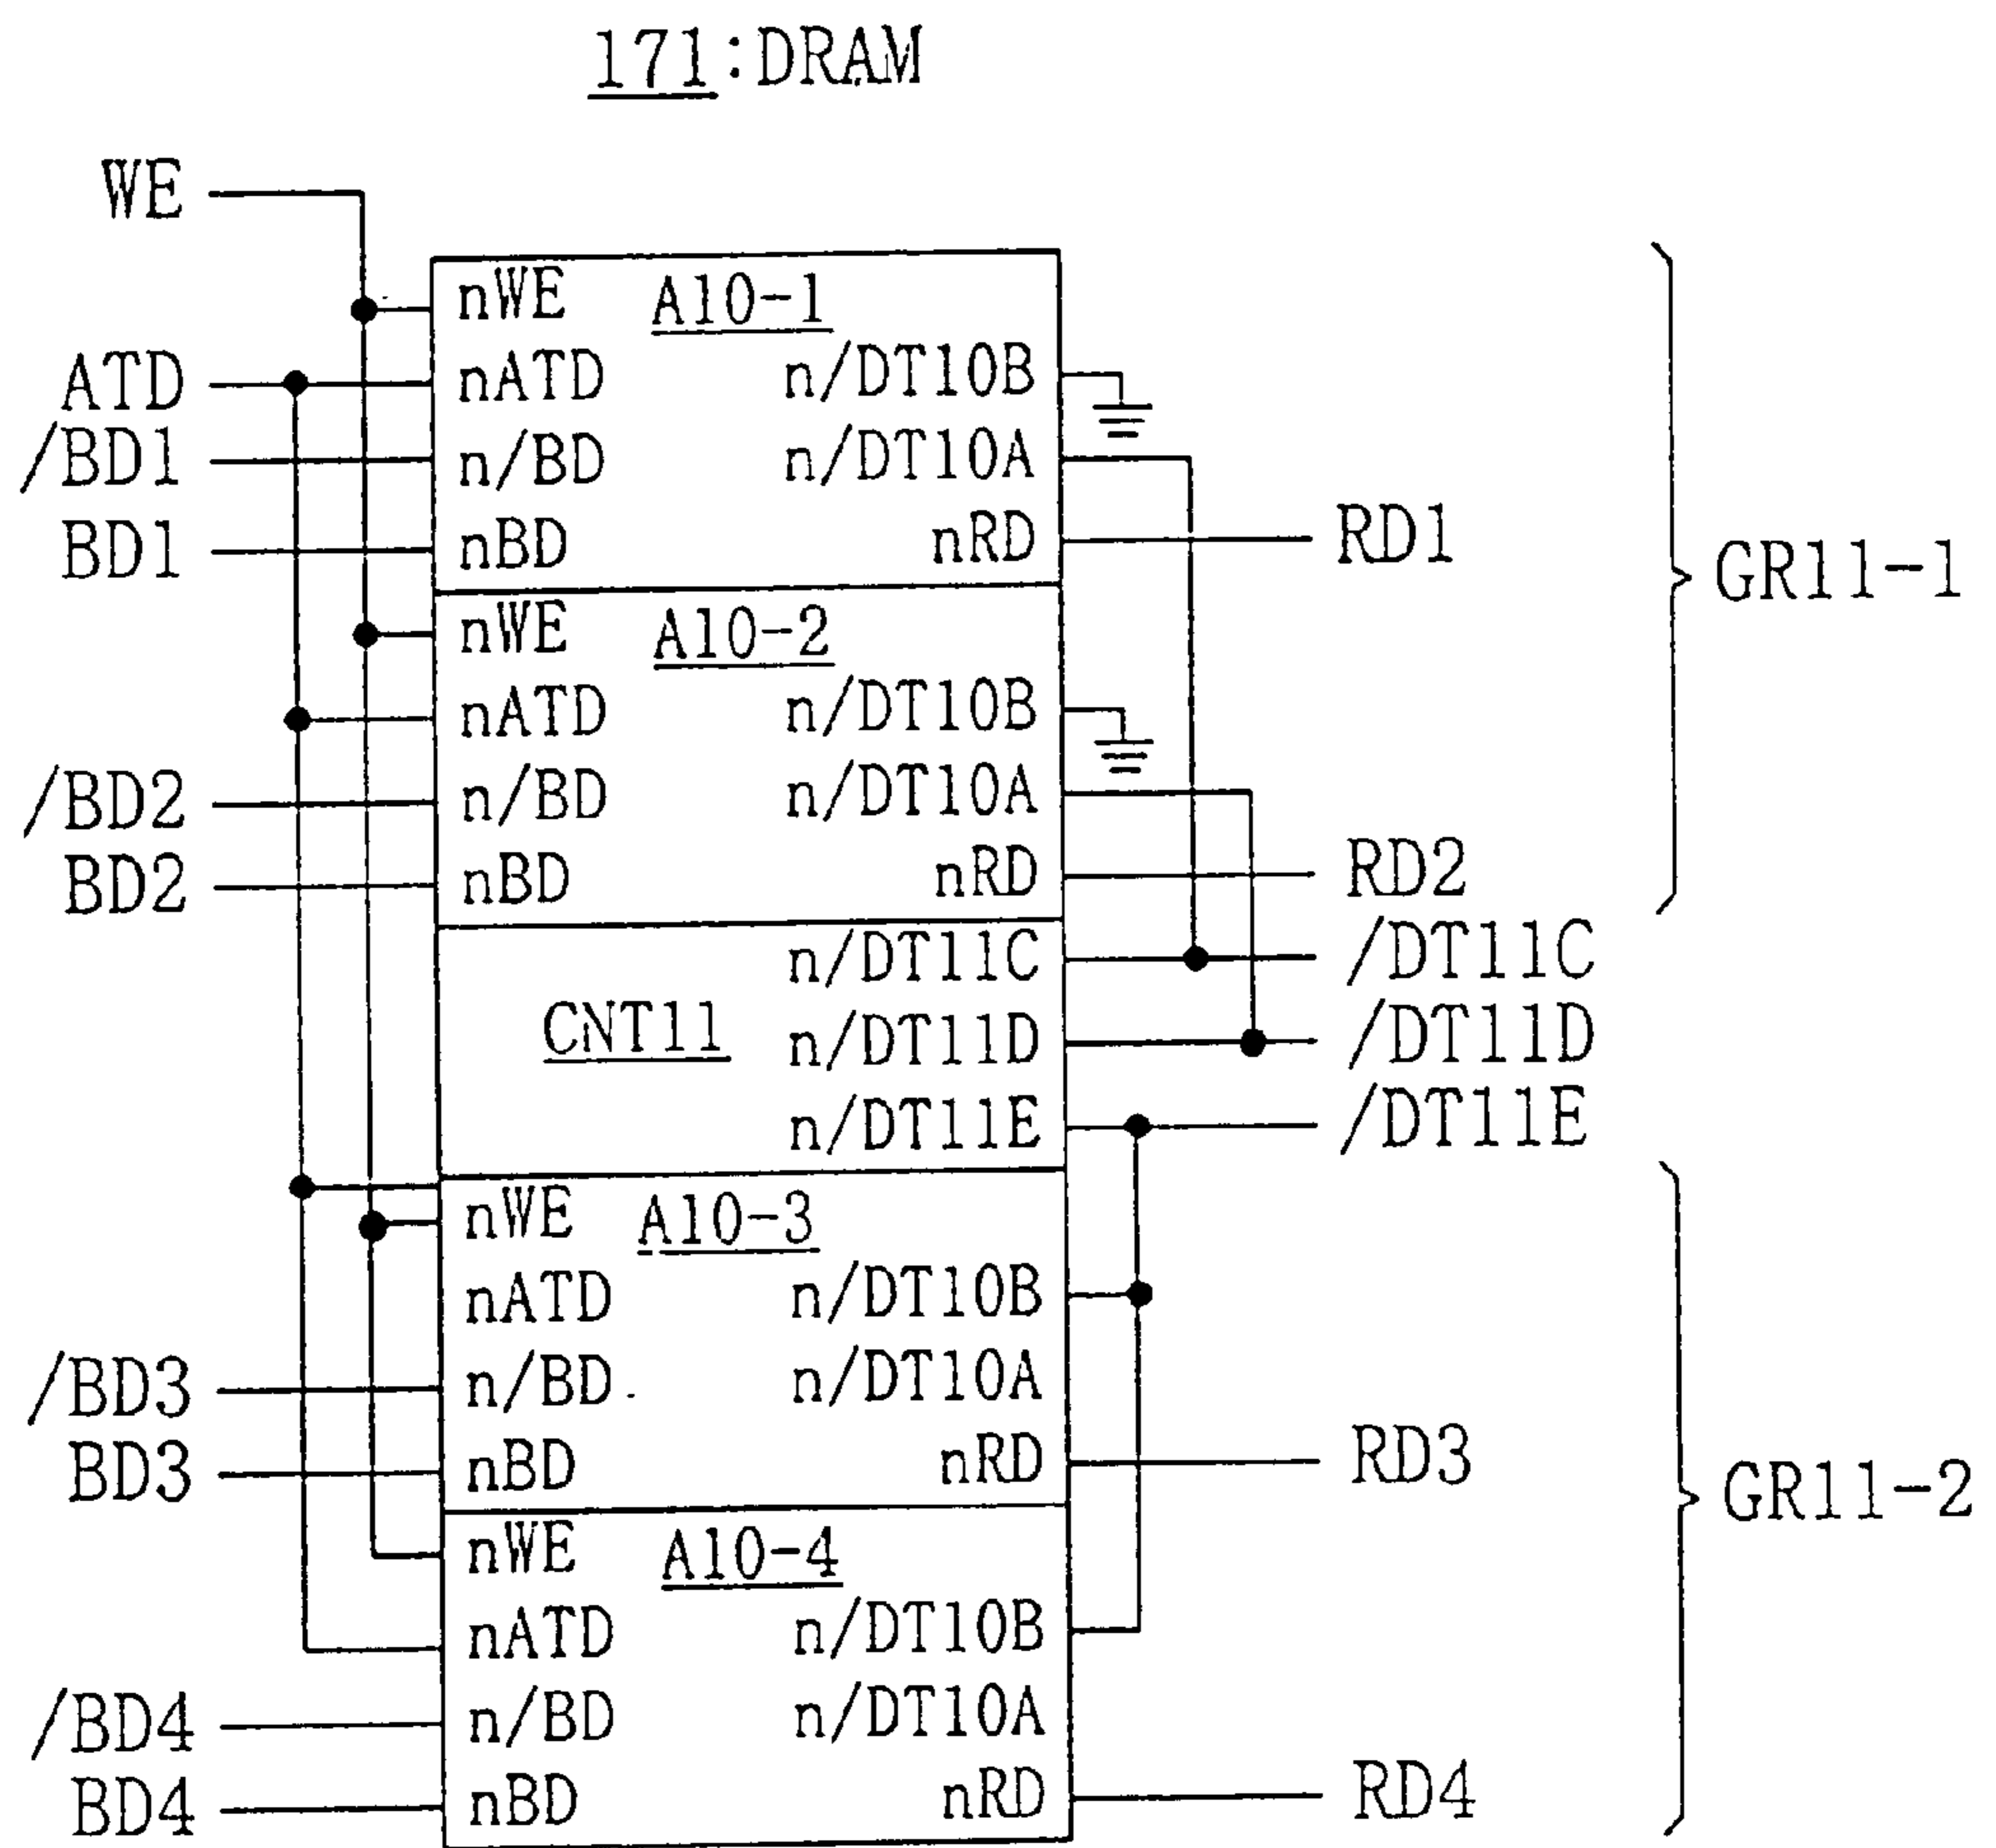 171:DRAM
WE
nWE A10-1
ATD nATD n/DT10B
/BD1 n/BD n/DT10A
BD1 nBD nRD RD1
GR11-1
nWE A10-2
nATD n/DT10B
/BD2 n/BD n/DT10A
BD2 nBD nRD RD2
n/DT11C /DT11C
CNT11 n/DT11D /DT11D
n/DT11E /DT11E
nWE A10-3
nATD n/DT10B
/BD3 n/BD n/DT10A
BD3 nBD nRD RD3
GR11-2
nWE A10-4
nATD n/DT10B
/BD4 n/BD n/DT10A
BD4 nBD nRD RD4